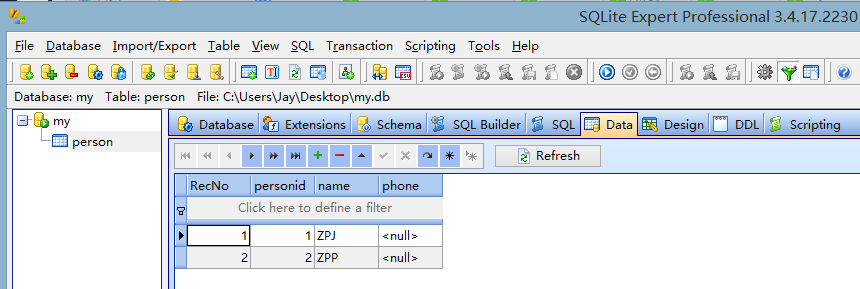 SQLite Expert Professional 3.4.17.2230
File Database Import/Export Table View SQL Transaction Scripting Tools Help
Database: my Table: person File: C:\Users\Jay\Desktop\my.db
my
person
Database Extensions Schema SQL Builder SQL Data Design DDL Scripting
Refresh
RecNo personid name phone
Click here to define a filter
1 1 ZPJ <null>
2 2 ZPP <null>